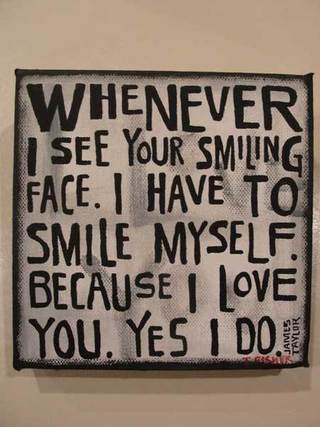 WHENEVER
I SEE YOUR SMILING
FACE. I HAVE TO
SMILE MYSELF.
BECAUSE I LOVE
YOU. YES I DO.
JAMES
TAYLOR